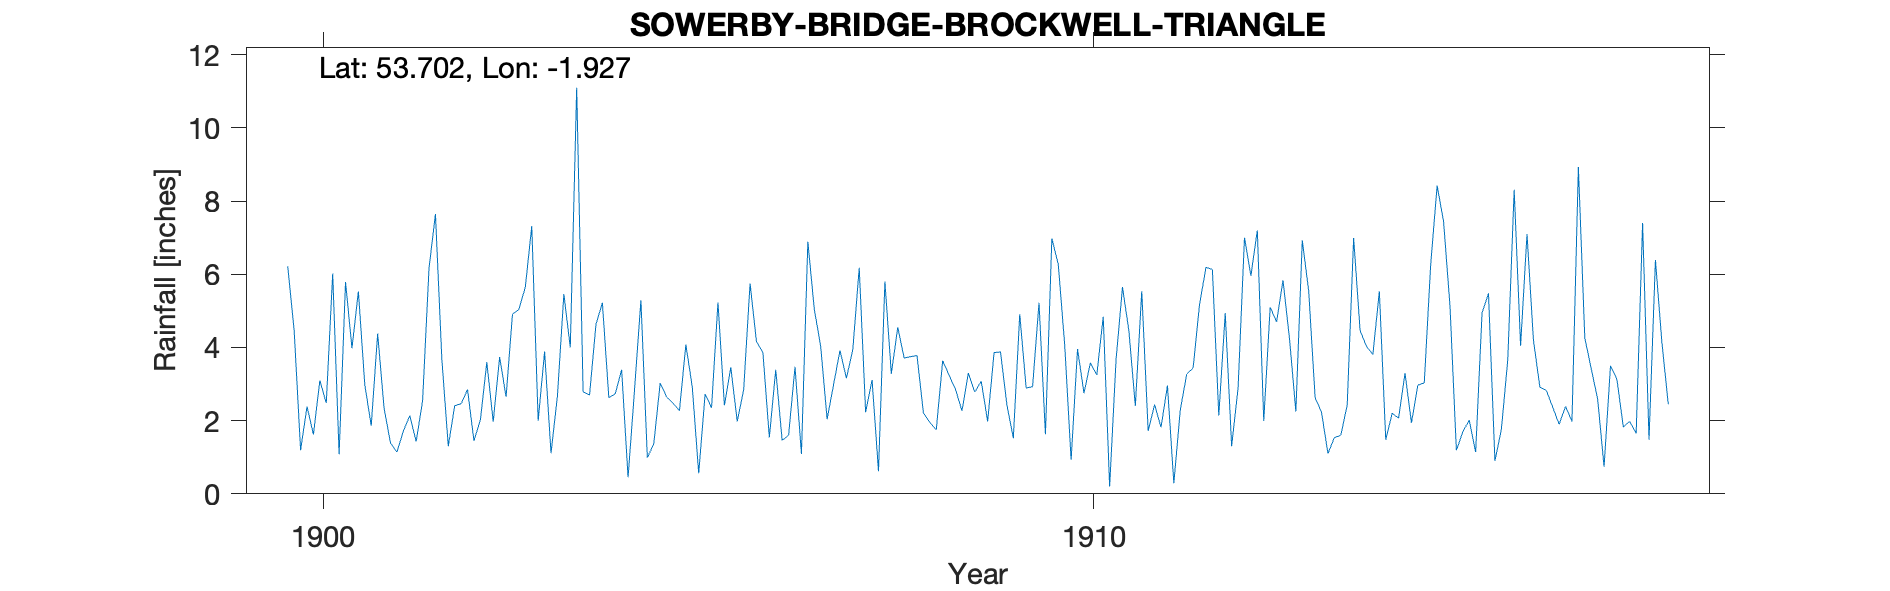 SOWERBY-BRIDGE-BROCKWELL-TRIANGLE
Lat: 53.702, Lon: -1.927
12
10
8
6
4
2
0
Rainfall [inches]
1900 1910
Year